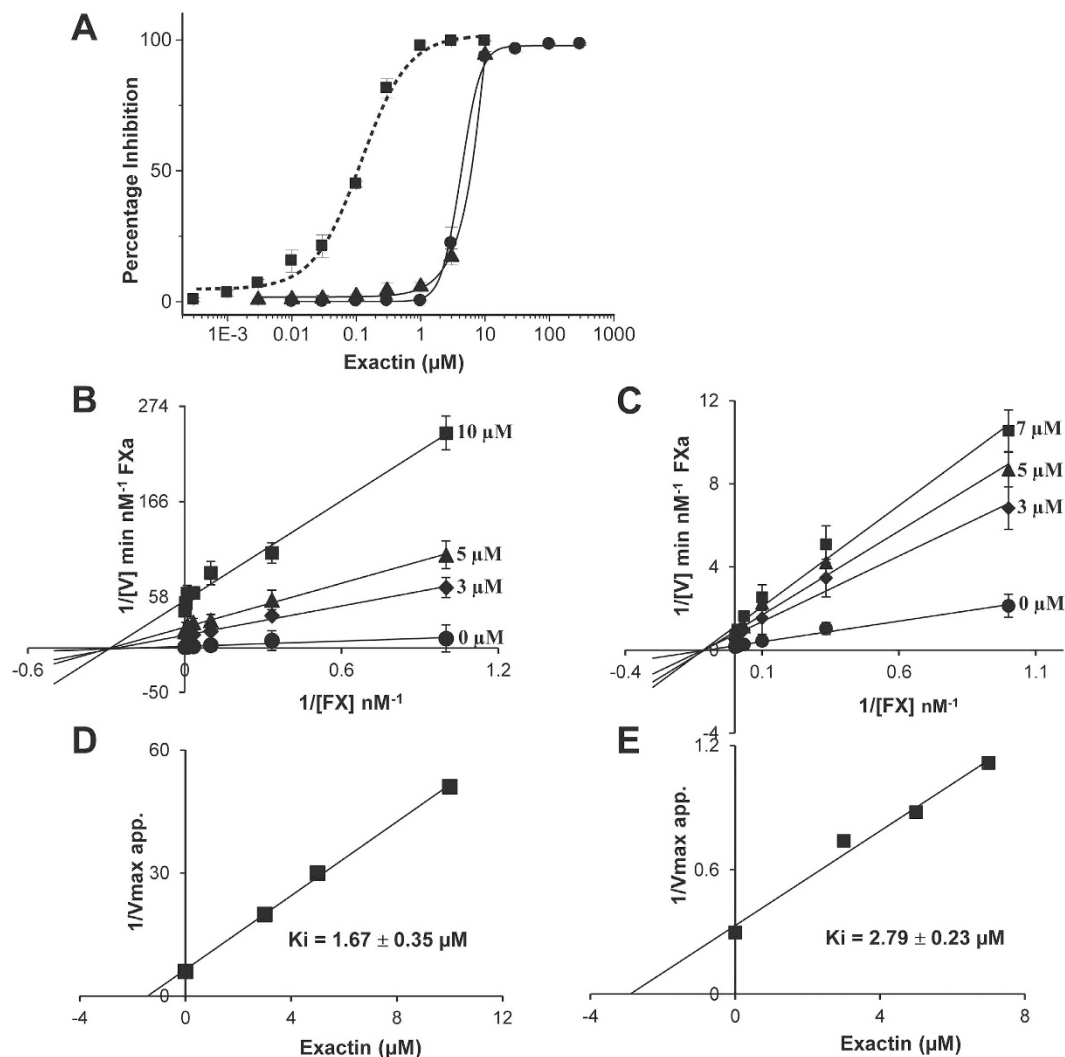 A
100
50
0
Percentage Inhibition
1E-3 0.01 0.1 1 10 100 1000
Exactin (µM)
B
274
166
58
-50
1/[V] min nM⁻¹ FXa
10 µM
5 µM
3 µM
0 µM
-0.6 0 0.6 1.2
1/[FX] nM⁻¹
C
12
8
4
0
-4
1/[V] min nM⁻¹ FXa
7 µM
5 µM
3 µM
0 µM
-0.4 0.1 0.6 1.1
1/[FX] nM⁻¹
D
60
30
0
1/Vmax app.
Ki = 1.67 ± 0.35 µM
-4 0 4 8 12
Exactin (µM)
E
1.2
0.6
0
1/Vmax app.
Ki = 2.79 ± 0.23 µM
-4 0 4 8
Exactin (µM)